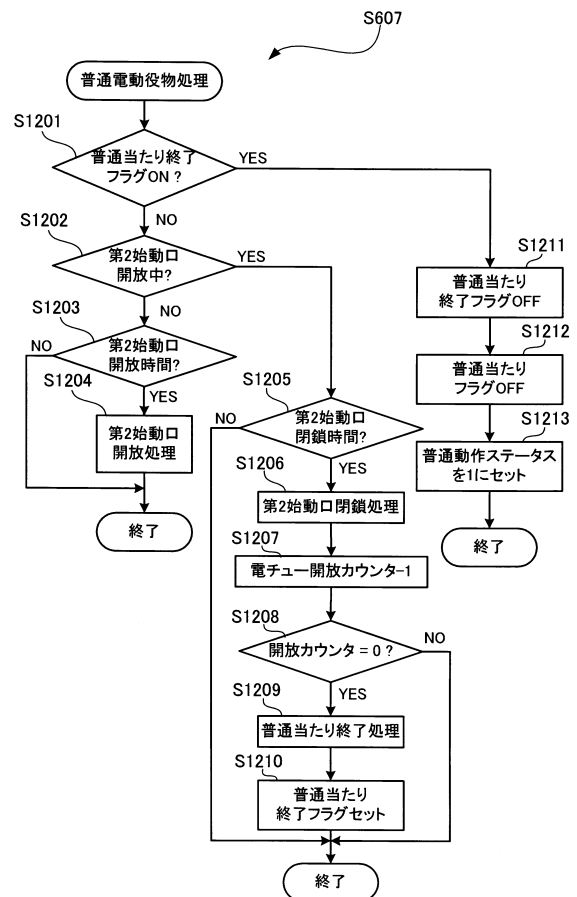 S607
普通電動役物処理
S1201
普通当たり終了
フラグON？
YES
NO
S1202
第2始動口
開放中?
YES
NO
S1203
第2始動口
開放時間?
NO
YES
S1204
第2始動口
開放処理
終了
S1205
第2始動口
閉鎖時間?
NO
YES
S1206
第2始動口閉鎖処理
S1207
電チュー開放カウンタ-1
S1208
開放カウンタ = 0 ?
NO
YES
S1209
普通当たり終了処理
S1210
普通当たり
終了フラグセット
終了
S1211
普通当たり
終了フラグOFF
S1212
普通当たり
フラグOFF
S1213
普通動作ステータス
を1にセット
終了